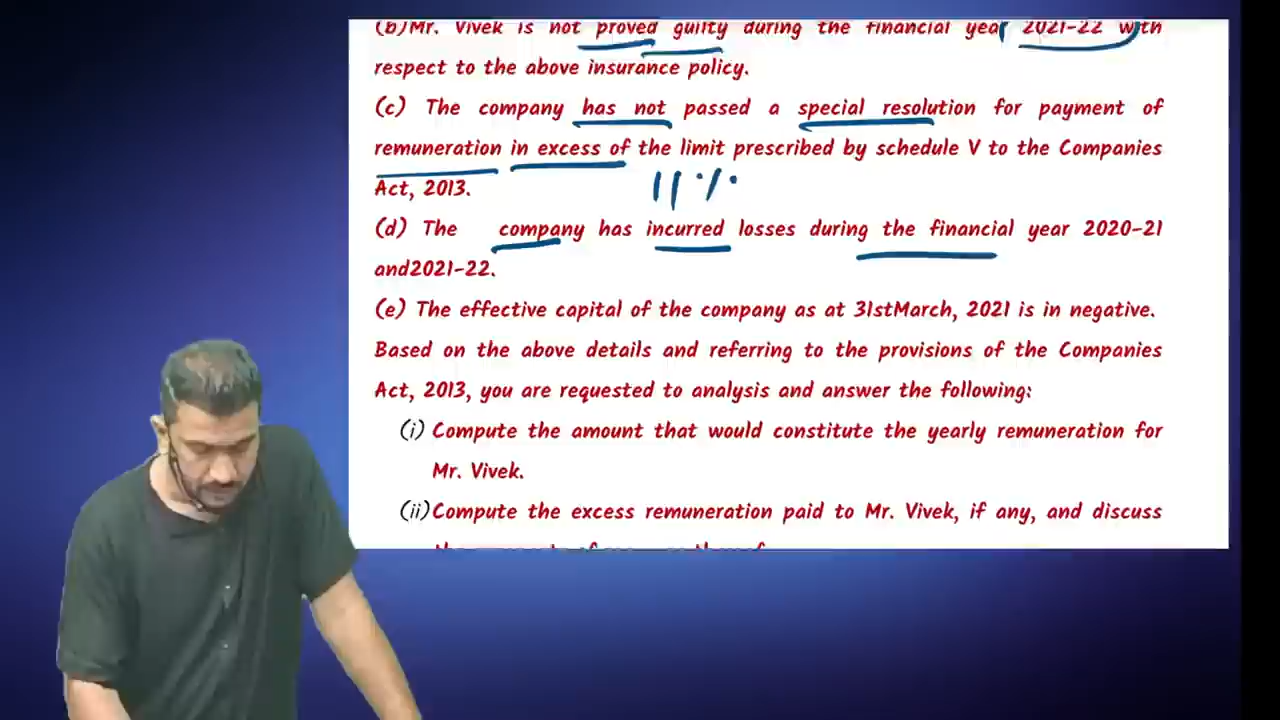 (b)Mr. Vivek is not proved guilty during the financial year 2021-22 with
respect to the above insurance policy.
(c) The company has not passed a special resolution for payment of
remuneration in excess of the limit prescribed by schedule V to the Companies
Act, 2013.
11%
(d) The company has incurred losses during the financial year 2020-21
and2021-22.
(e) The effective capital of the company as at 31stMarch, 2021 is in negative.
Based on the above details and referring to the provisions of the Companies
Act, 2013, you are requested to analysis and answer the following:
(i) Compute the amount that would constitute the yearly remuneration for
Mr. Vivek.
(ii)Compute the excess remuneration paid to Mr. Vivek, if any, and discuss